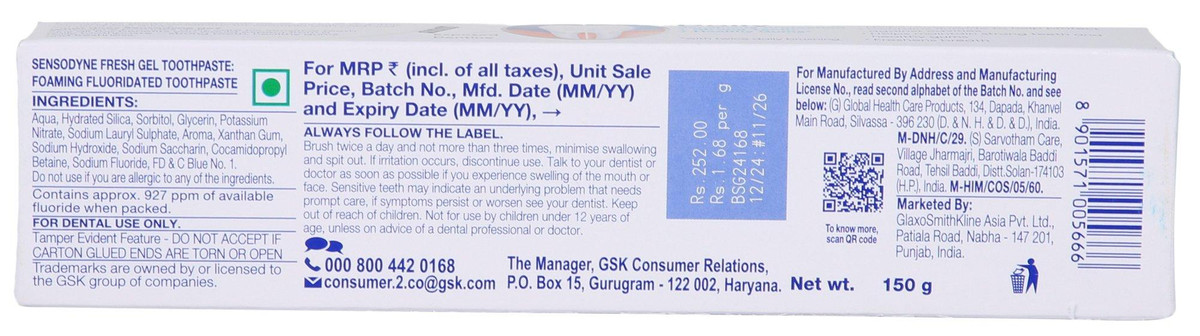 SENSODYNE FRESH GEL TOOTHPASTE:
FOAMING FLUORIDATED TOOTHPASTE
INGREDIENTS:
Aqua, Hydrated Silica, Sorbitol, Glycerin, Potassium
Nitrate, Sodium Lauryl Sulphate, Aroma, Xanthan Gum,
Sodium Hydroxide, Sodium Saccharin, Cocamidopropyl
Betaine, Sodium Fluoride, FD & C Blue No. 1.
Do not use if you are allergic to any of the ingredients.
Contains approx. 927 ppm of available
fluoride when packed.
FOR DENTAL USE ONLY.
Tamper Evident Feature - DO NOT ACCEPT IF
CARTON GLUED ENDS ARE TORN OR OPEN
Trademarks are owned by or licensed to
the GSK group of companies.
For MRP ₹ (incl. of all taxes), Unit Sale
Price, Batch No., Mfd. Date (MM/YY)
and Expiry Date (MM/YY), →
ALWAYS FOLLOW THE LABEL.
Brush twice a day and not more than three times, minimise swallowing
and spit out. If irritation occurs, discontinue use. Talk to your dentist or
doctor as soon as possible if you experience swelling of the mouth or
face. Sensitive teeth may indicate an underlying problem that needs
prompt care, if symptoms persist or worsen see your dentist. Keep
out of reach of children. Not for use by children under 12 years of
age, unless on advice of a dental professional or doctor.
000 800 442 0168
consumer.2.co@gsk.com
The Manager, GSK Consumer Relations,
P.O. Box 15, Gurugram - 122 002, Haryana.
Rs. 252.00
Rs. 1.68 per g
BSG24168
12/24:#11/26
For Manufactured By Address and Manufacturing
License No., read second alphabet of the Batch No. and see
below: (G) Global Health Care Products, 134, Dapada, Khanvel
Main Road, Silvassa - 396 230 (D. & N. H. & D. & D.), India.
M-DNH/C/29. (S) Sarvotham Care,
Village Jharmajri, Barotiwala Baddi
Road, Tehsil Baddi, Distt.Solan-174103
(H.P.), India. M-HIM/COS/05/60.
Marketed By:
GlaxoSmithKline Asia Pvt. Ltd.,
Patiala Road, Nabha - 147 201,
Punjab, India.
To know more,
scan QR code
Net wt. 150 g
8 901571 005666